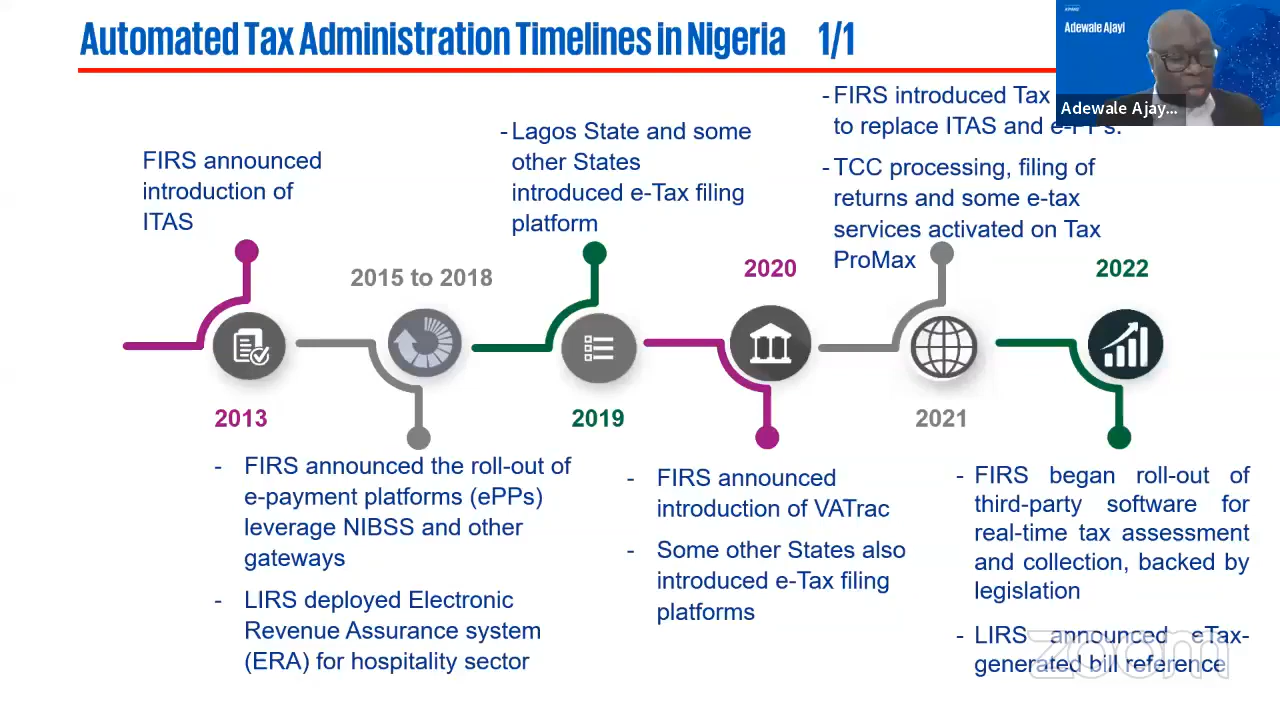 Automated Tax Administration Timelines in Nigeria 1/1
KPMG
Adewale Ajayi
Adewale Ajay...
FIRS announced
introduction of
ITAS
2013
2015 to 2018
- FIRS announced the roll-out of
e-payment platforms (ePPs)
leverage NIBSS and other
gateways
- LIRS deployed Electronic
Revenue Assurance system
(ERA) for hospitality sector
- Lagos State and some
other States
introduced e-Tax filing
platform
2019
2020
- FIRS announced
introduction of VATrac
- Some other States also
introduced e-Tax filing
platforms
- FIRS introduced Tax
to replace ITAS and e-PPs.
- TCC processing, filing of
returns and some e-tax
services activated on Tax
ProMax
2021
2022
- FIRS began roll-out of
third-party software for
real-time tax assessment
and collection, backed by
legislation
- LIRS announced eTax-
generated bill reference
zoom